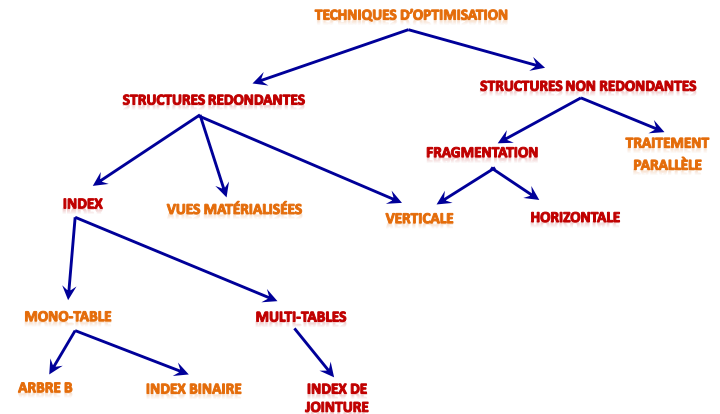 TECHNIQUES D'OPTIMISATION
STRUCTURES REDONDANTES
STRUCTURES NON REDONDANTES
FRAGMENTATION
TRAITEMENT
PARALLÈLE
INDEX
VUES MATÉRIALISÉES
VERTICALE
HORIZONTALE
MONO-TABLE
MULTI-TABLES
ARBRE B
INDEX BINAIRE
INDEX DE
JOINTURE